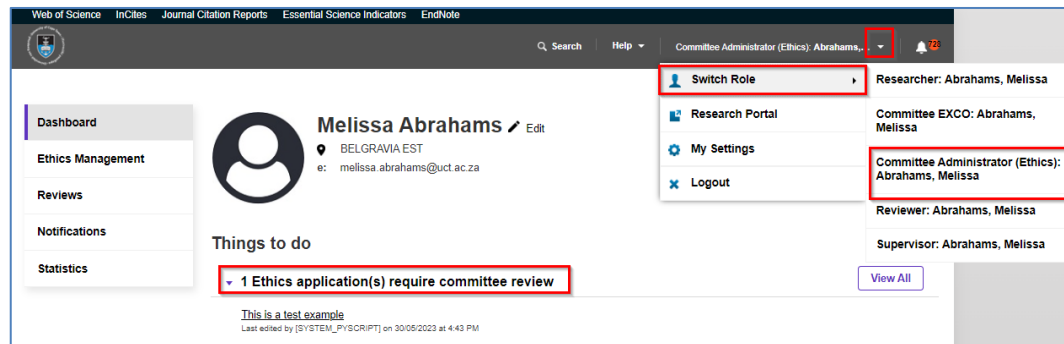 Web of Science InCites Journal Citation Reports Essential Science Indicators EndNote
Search Help Committee Administrator (Ethics): Abrahams,... 728
Switch Role
Research Portal
My Settings
Logout
Researcher: Abrahams, Melissa
Committee EXCO: Abrahams,
Melissa
Committee Administrator (Ethics):
Abrahams, Melissa
Reviewer: Abrahams, Melissa
Supervisor: Abrahams, Melissa
Dashboard
Ethics Management
Reviews
Notifications
Statistics
Melissa Abrahams Edit
BELGRAVIA EST
e: melissa.abrahams@uct.ac.za
Things to do
1 Ethics application(s) require committee review
View All
This is a test example
Last edited by [SYSTEM_PYSCRIPT] on 30/05/2023 at 4:43 PM